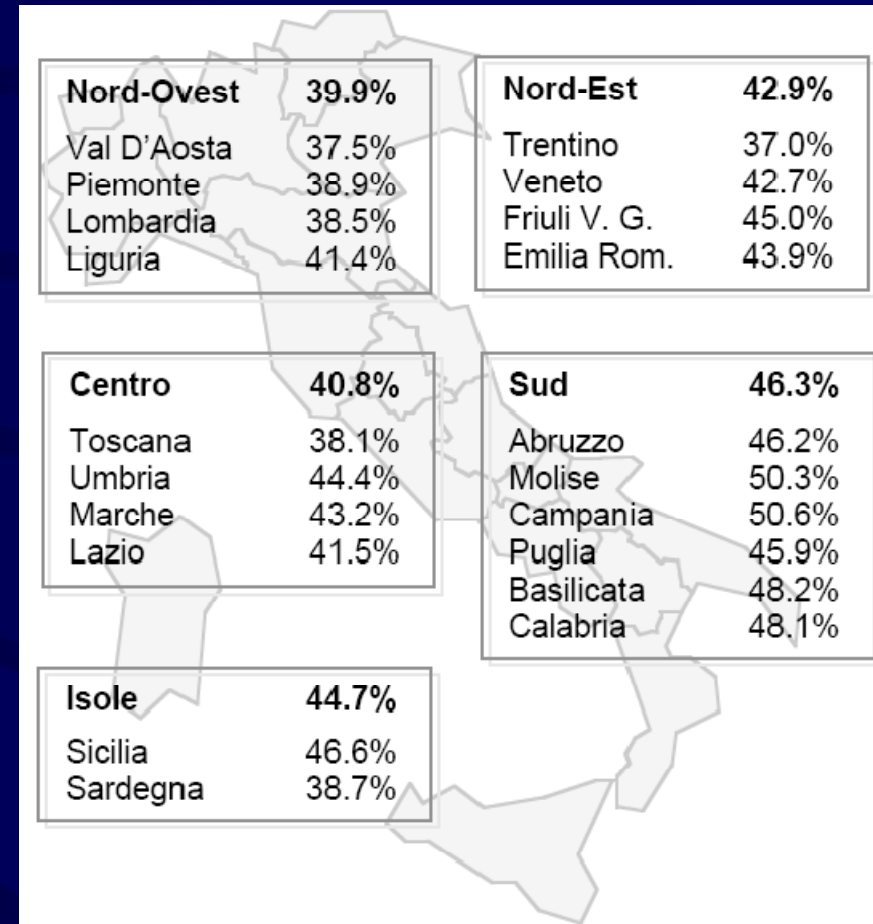 Nord-Ovest 39.9%
Val D'Aosta 37.5%
Piemonte 38.9%
Lombardia 38.5%
Liguria 41.4%
Nord-Est 42.9%
Trentino 37.0%
Veneto 42.7%
Friuli V. G. 45.0%
Emilia Rom. 43.9%
Centro 40.8%
Toscana 38.1%
Umbria 44.4%
Marche 43.2%
Lazio 41.5%
Sud 46.3%
Abruzzo 46.2%
Molise 50.3%
Campania 50.6%
Puglia 45.9%
Basilicata 48.2%
Calabria 48.1%
Isole 44.7%
Sicilia 46.6%
Sardegna 38.7%